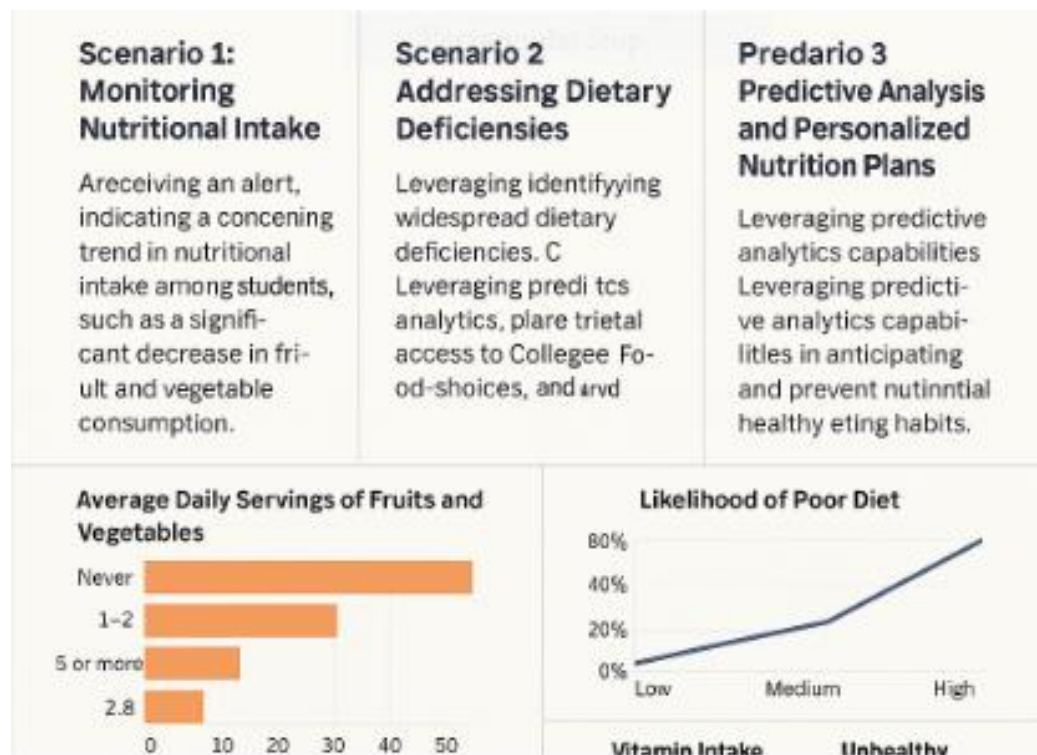 Scenario 1:
Monitoring
Nutritional Intake
Areceiving an alert,
indicating a concening
trend in nutritional
intake among students,
such as a signifi-
cant decrease in fri-
ult and vegetable
consumption.
Scenario 2
Addressing Dietary
Deficiensies
Leveraging identifyying
widespread dietary
deficiencies. C
Leveraging predi tcs
analytics, plare trietal
access to Collegee Fo-
od-shoices, and arvd
Predario 3
Predictive Analysis
and Personalized
Nutrition Plans
Leveraging predictive
analytics capabilities
Leveraging predicti-
ve analytics capabi-
litles in anticipating
and prevent nutinntial
healthy eting habits.
Average Daily Servings of Fruits and
Vegetables
Never
1–2
5 or more
2.8
0 10 20 30 40 50
Likelihood of Poor Diet
80%
40%
20%
0%
Low Medium High
Vitamin Intake
Unhealthy